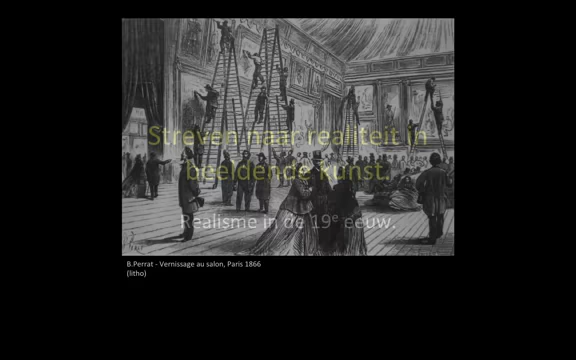 Streven naar realiteit in
beeldende kunst.
Realisme in de 19e eeuw.
B.Perrat - Vernissage au salon, Paris 1866
(litho)